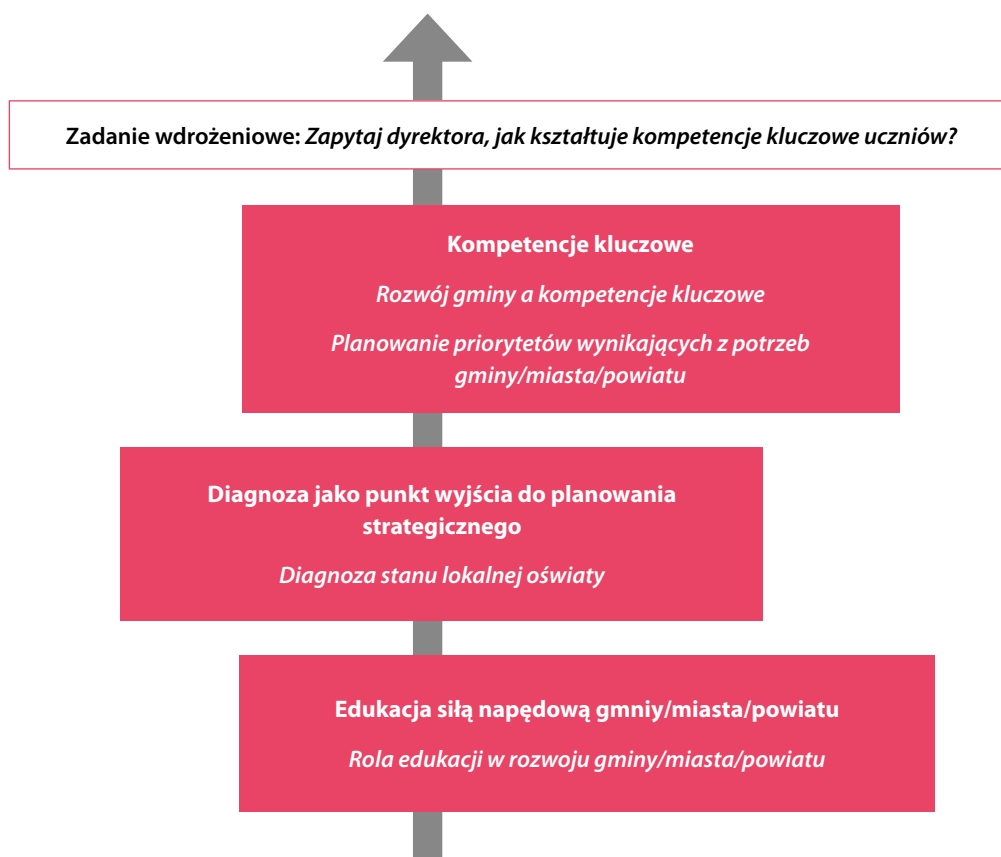 Zadanie wdrożeniowe: Zapytaj dyrektora, jak kształtuje kompetencje kluczowe uczniów?
Kompetencje kluczowe
Rozwój gminy a kompetencje kluczowe
Planowanie priorytetów wynikających z potrzeb
gminy/miasta/powiatu
Diagnoza jako punkt wyjścia do planowania
strategicznego
Diagnoza stanu lokalnej oświaty
Edukacja siłą napędową gmniy/miasta/powiatu
Rola edukacji w rozwoju gminy/miasta/powiatu